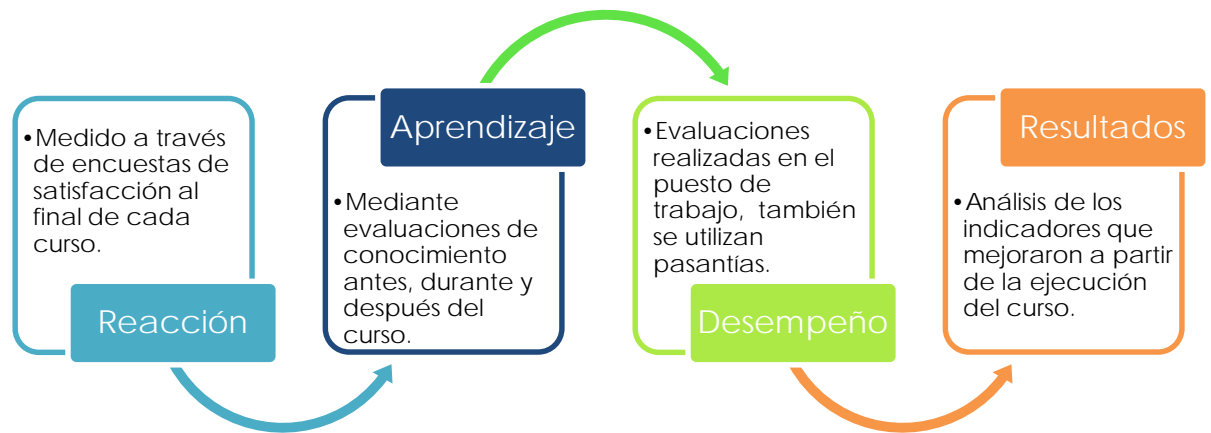 •Medido a través
de encuestas de
satisfacción al
final de cada
curso.
Reacción
Aprendizaje
•Mediante
evaluaciones de
conocimiento
antes, durante y
después del
curso.
•Evaluaciones
realizadas en el
puesto de
trabajo, también
se utilizan
pasantías.
Desempeño
Resultados
•Análisis de los
indicadores que
mejoraron a partir
de la ejecución
del curso.